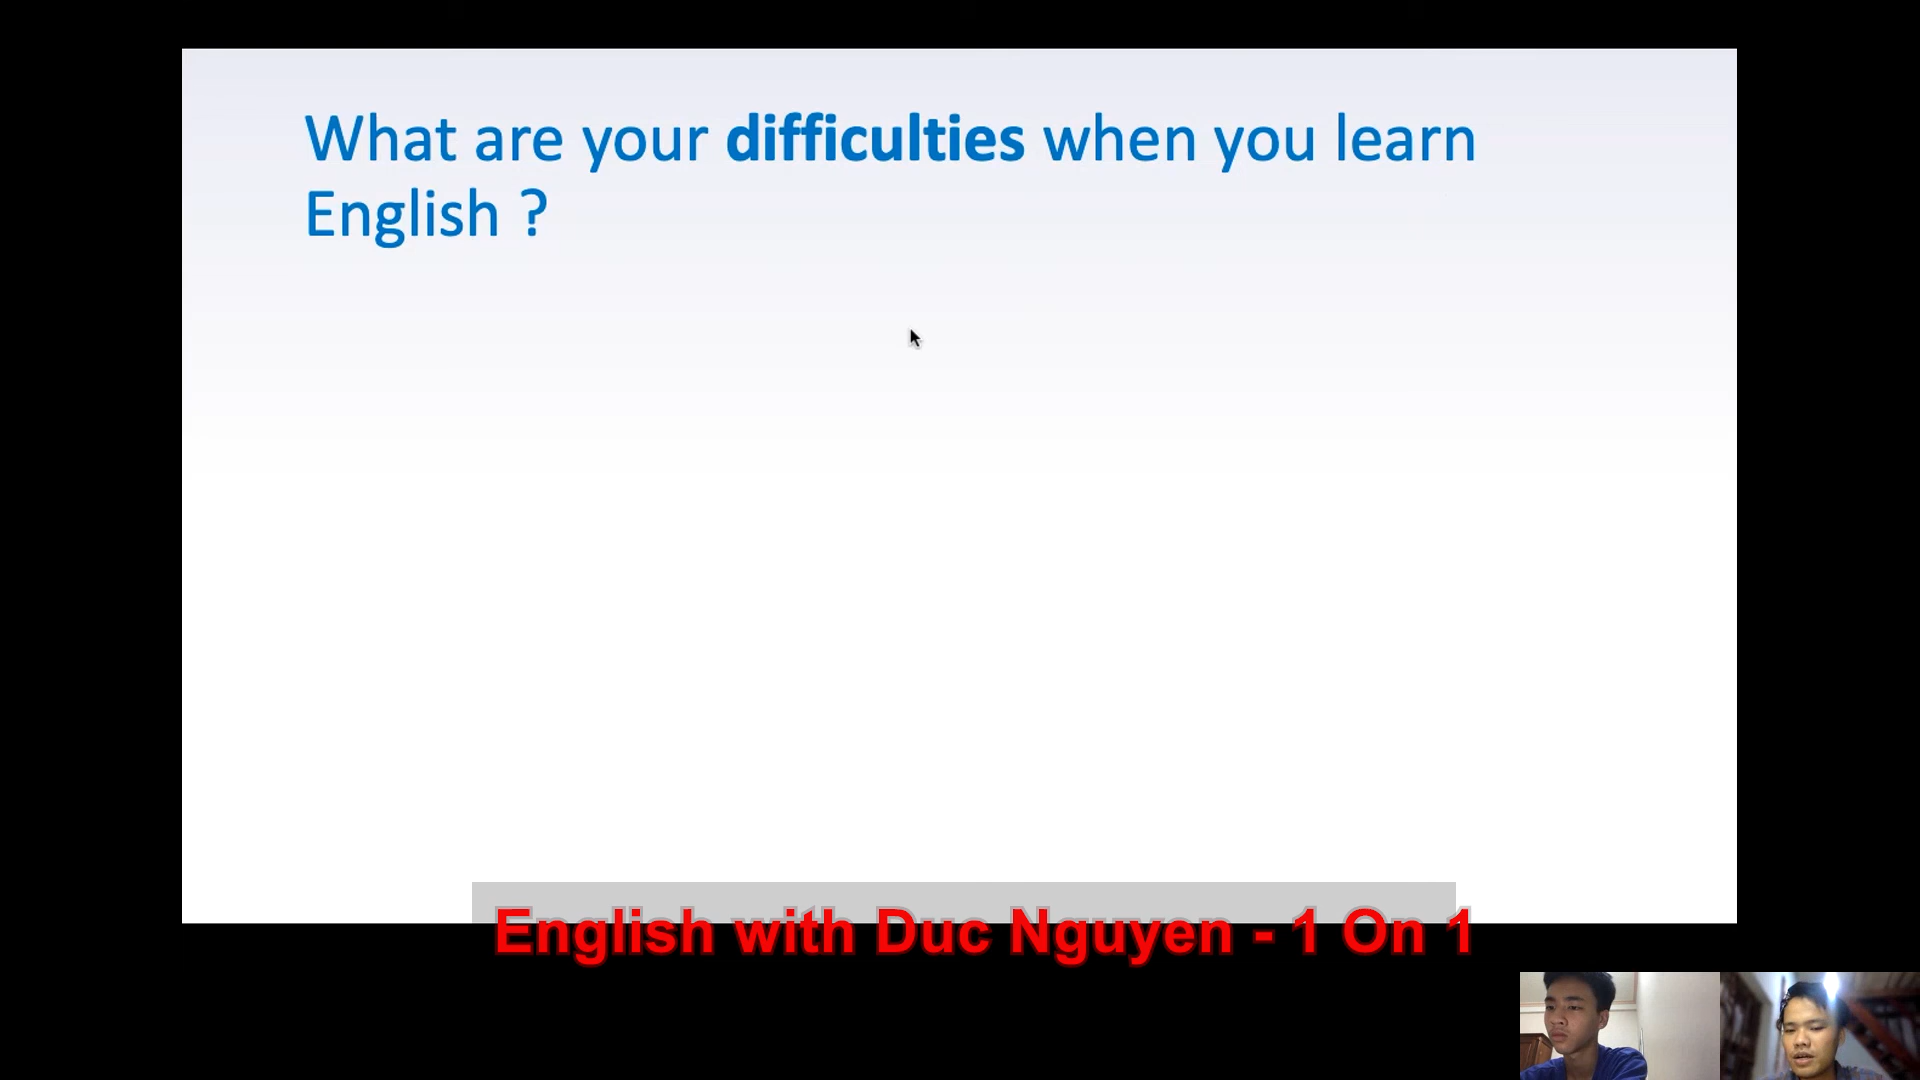 What are your difficulties when you learn
English ?
English with Duc Nguyen - 1 On 1